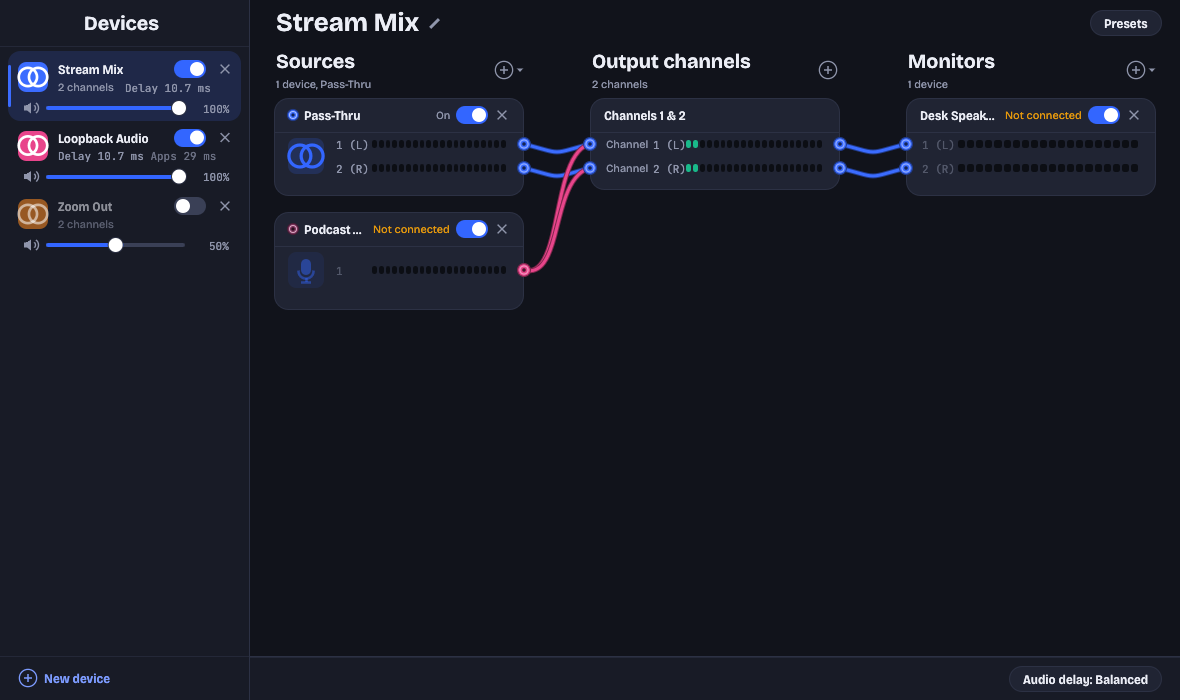 Devices
Stream Mix
2 channels Delay 10.7 ms
100%
Loopback Audio
Delay 10.7 ms Apps 29 ms
100%
Zoom Out
2 channels
50%
New device
Stream Mix
Presets
Sources
1 device, Pass-Thru
Pass-Thru On
1 (L)
2 (R)
Podcast ... Not connected
1
Output channels
2 channels
Channels 1 & 2
Channel 1 (L)
Channel 2 (R)
Monitors
1 device
Desk Speak... Not connected
1 (L)
2 (R)
Audio delay: Balanced